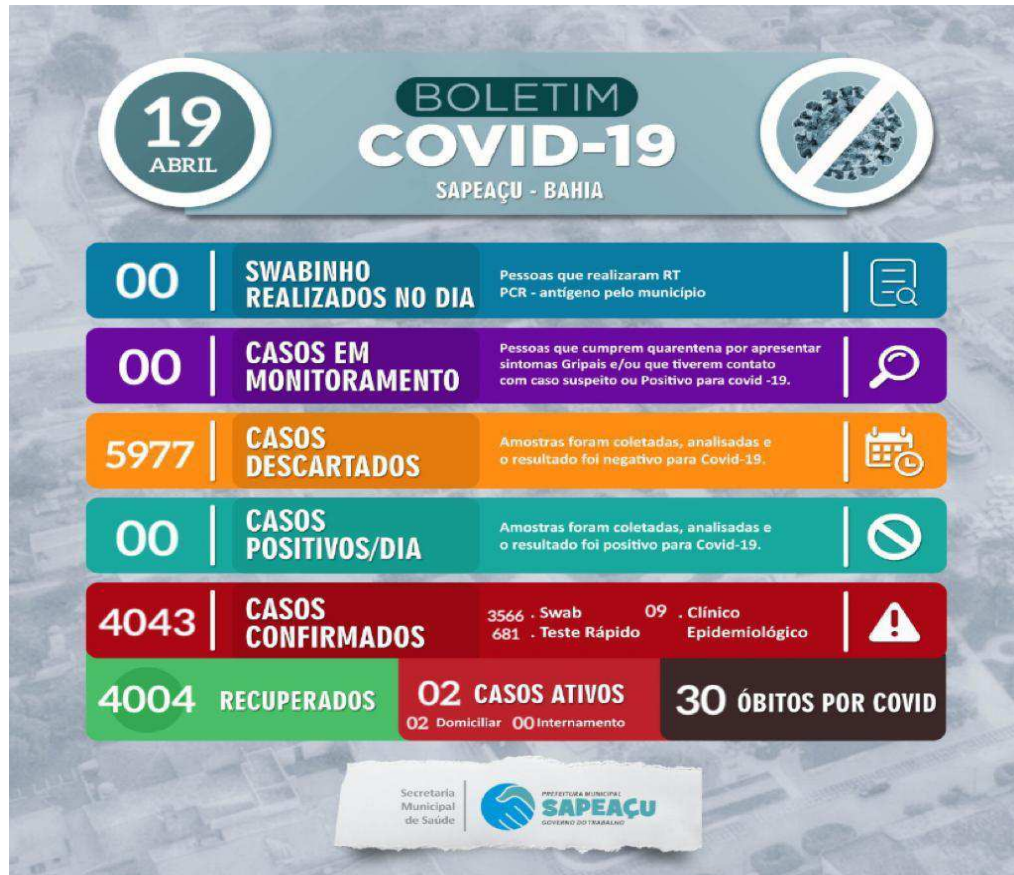 19
ABRIL
BOLETIM
COVID-19
SAPEAÇU - BAHIA
00
SWABINHO
REALIZADOS NO DIA
Pessoas que realizaram RT
PCR - antígeno pelo município
00
CASOS EM
MONITORAMENTO
Pessoas que cumprem quarentena por apresentar
sintomas Gripais e/ou que tiverem contato
com caso suspeito ou Positivo para covid -19.
5977
CASOS
DESCARTADOS
Amostras foram coletadas, analisadas e
o resultado foi negativo para Covid-19.
00
CASOS
POSITIVOS/DIA
Amostras foram coletadas, analisadas e
o resultado foi positivo para Covid-19.
4043
CASOS
CONFIRMADOS
3566 . Swab
681 . Teste Rápido
09 . Clínico
Epidemiológico
4004 RECUPERADOS
02 CASOS ATIVOS
02 Domiciliar 00 Internamento
30 ÓBITOS POR COVID
Secretaria
Municipal
de Saúde
PREFEITURA MUNICIPAL
SAPEAÇU
GOVERNO DO TRABALHO